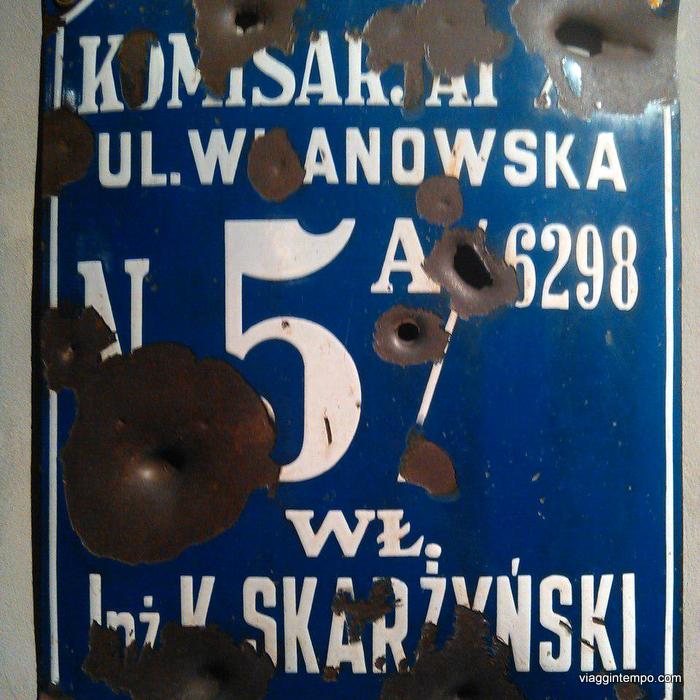 KOMISARJAT
UL. WILANOWSKA
N 5 A/6298
WŁ.
Inż. K. SKARŻYŃSKI
viaggintempo.com